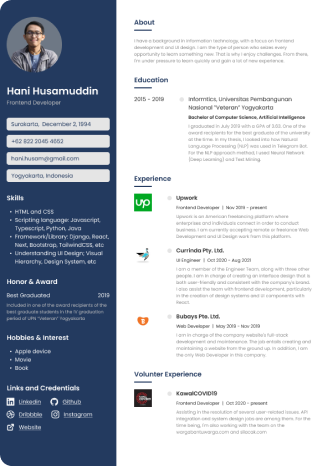 Hani Husamuddin
Frontend Developer
Surakarta, December 2, 1994
+62 822 2045 4652
hani.husam@gmail.com
Yogyakarta, Indonesia
Skills
• HTML and CSS
• Scripting language: Javascript,
Typescript, Python, Java
• Framework/Library: Django, React,
Next, Bootstrap, TailwindCSS, etc
• Understanding UI Design: Visual
Hierarchy, Design System, etc
Honor & Award
Best Graduated 2019
Included in one of the award recipients of the
best graduate students in the IV graduation
period of UPN "Veteran" Yogyakarta
Hobbies & Interest
• Apple device
• Movie
• Book
Links and Credentials
Linkedin Github
Dribbble Instagram
Website
About
I have a background in information technology, with a focus on frontend
development and UI design. I am the type of person who seizes every
opportunity to learn something new. That is why I enjoy challenges. From there,
I'm under pressure to learn quickly and gain a lot of new experience.
Education
2015 - 2019
Informtics, Universitas Pembangunan
Nasional "Veteran" Yogyakarta
Bachelor of Computer Science, Artificial Intelligence
I graduated in July 2019 with a GPA of 3.03. One of the
award recipients for the best graduate of the university
at the time. In my thesis,
Natural
Language Processing (NLP) was used in Telegram Bot.
For the NLP approach method, I used Neural Network
(Deep Learning) and Text Mining.
Experience
up
Upwork
Frontend Developer | Nov 2019 - present
Upwork is an American freelancing platform where
enterprises and individuals connect in order to conduct
business. I am currently accepting remote or freelance Web
Development and UI Design work from this platform.
Currinda Pty. Ltd.
UI Engineer | Oct 2020 - Aug 2021
I am a member of the Engineer Team, along with three other
people. I am in charge of creating an interface design that is
both user-friendly and consistent with the company's brand.
I also assist the team with frontend development, particularly
in the creation of design systems and UI components with
React.
Bubays Pte. Ltd.
Web Developer | May 2019 - Nov 2019
I am in charge of the company website's full-stack
development and maintenance. The job entails creating and
maintaining a website from the ground up. In addition, I was
the only Web Developer in this company.
Volunter Experience
KawalCOVID19
Frontend Developer | Oct 2020 - present
Assisting in the resolution of several user-related issues. API
integration and system design jobs are among them. For the
time being, I'm also working with the team on the
wargabantuwarga.com and silacak.com